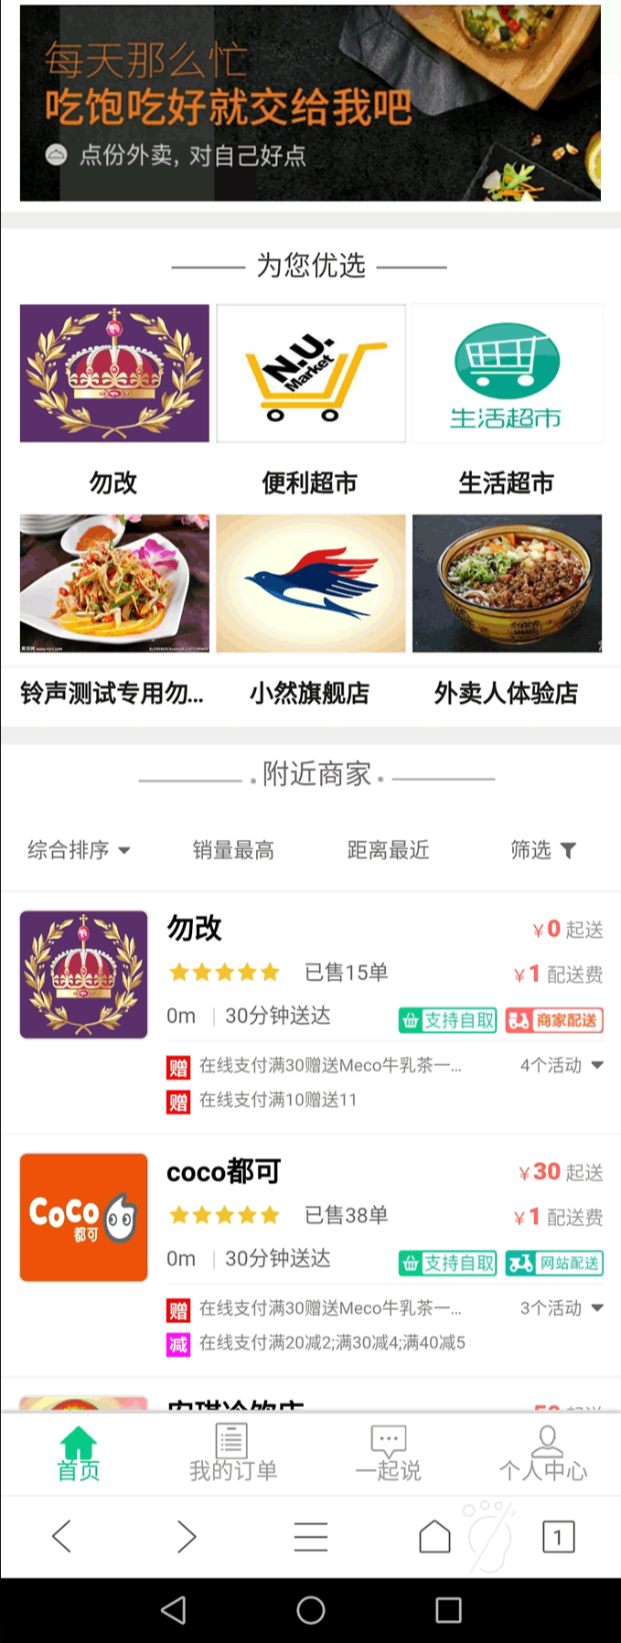 每天那么忙
吃饱吃好就交给我吧
点份外卖，对自己好点
为您优选
N.U.
Market
生活超市
勿改
便利超市
生活超市
铃声测试专用勿...
小然旗舰店
外卖人体验店
附近商家
综合排序
销量最高
距离最近
筛选
勿改
¥0起送
已售15单
¥1配送费
0m
30分钟送达
支持自取
商家配送
赠 在线支付满30赠送Meco牛乳茶一...
4个活动
赠 在线支付满10赠送11
CoCo
都可
coco都可
¥30起送
已售38单
¥1配送费
0m
30分钟送达
支持自取
网站配送
赠 在线支付满30赠送Meco牛乳茶一...
3个活动
减 在线支付满20减2;满30减4;满40减5
首页
我的订单
一起说
个人中心
1